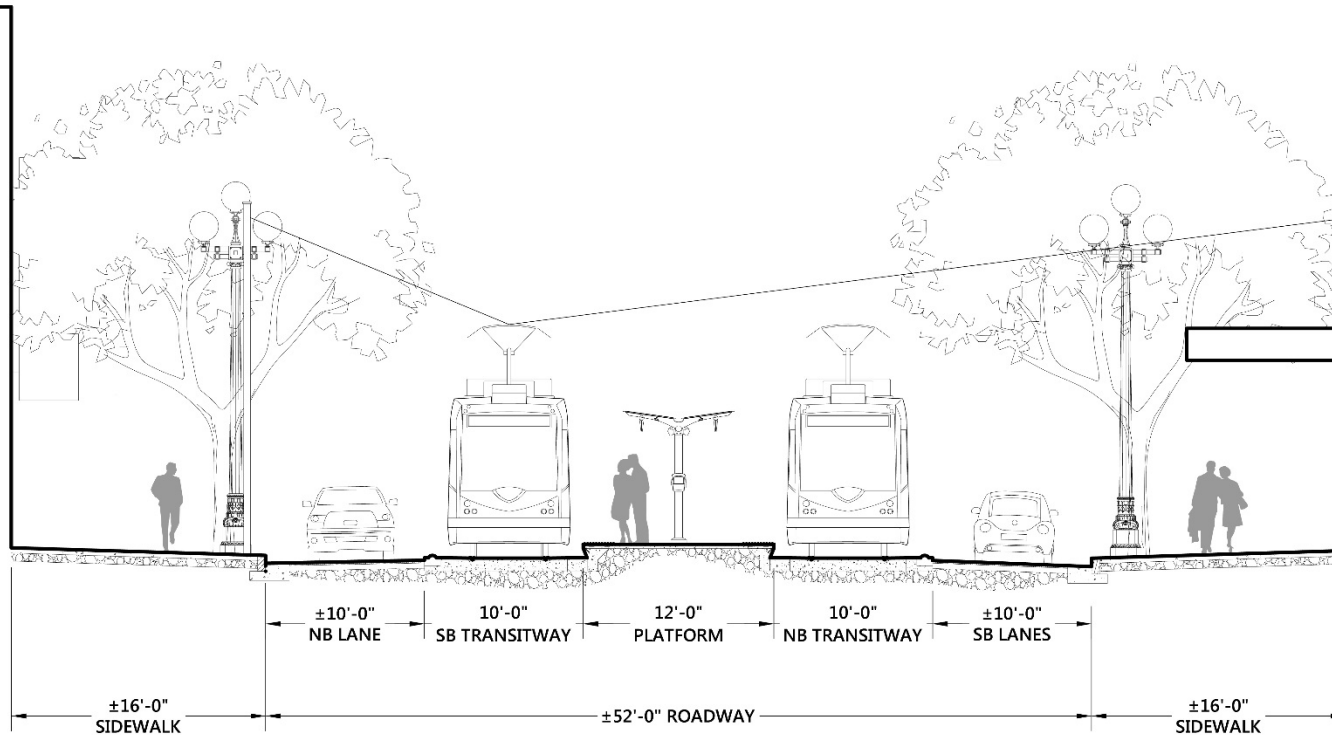 ±10'-0"
NB LANE
10'-0"
SB TRANSITWAY
12'-0"
PLATFORM
10'-0"
NB TRANSITWAY
±10'-0"
SB LANES
±16'-0"
SIDEWALK
±52'-0" ROADWAY
±16'-0"
SIDEWALK